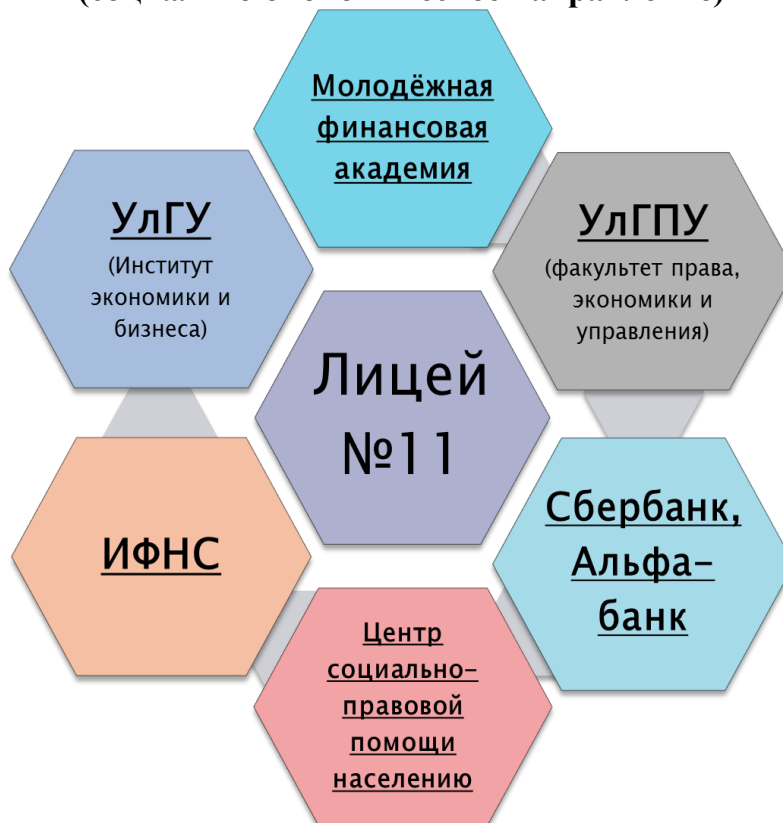 Молодёжная
финансовая
академия
УлГУ
(Институт
экономики и
бизнеса)
УлГПУ
(факультет права,
экономики и
управления)
Лицей
№11
ИФНС
Сбербанк,
Альфа-
банк
Центр
социально-
правовой
помощи
населению